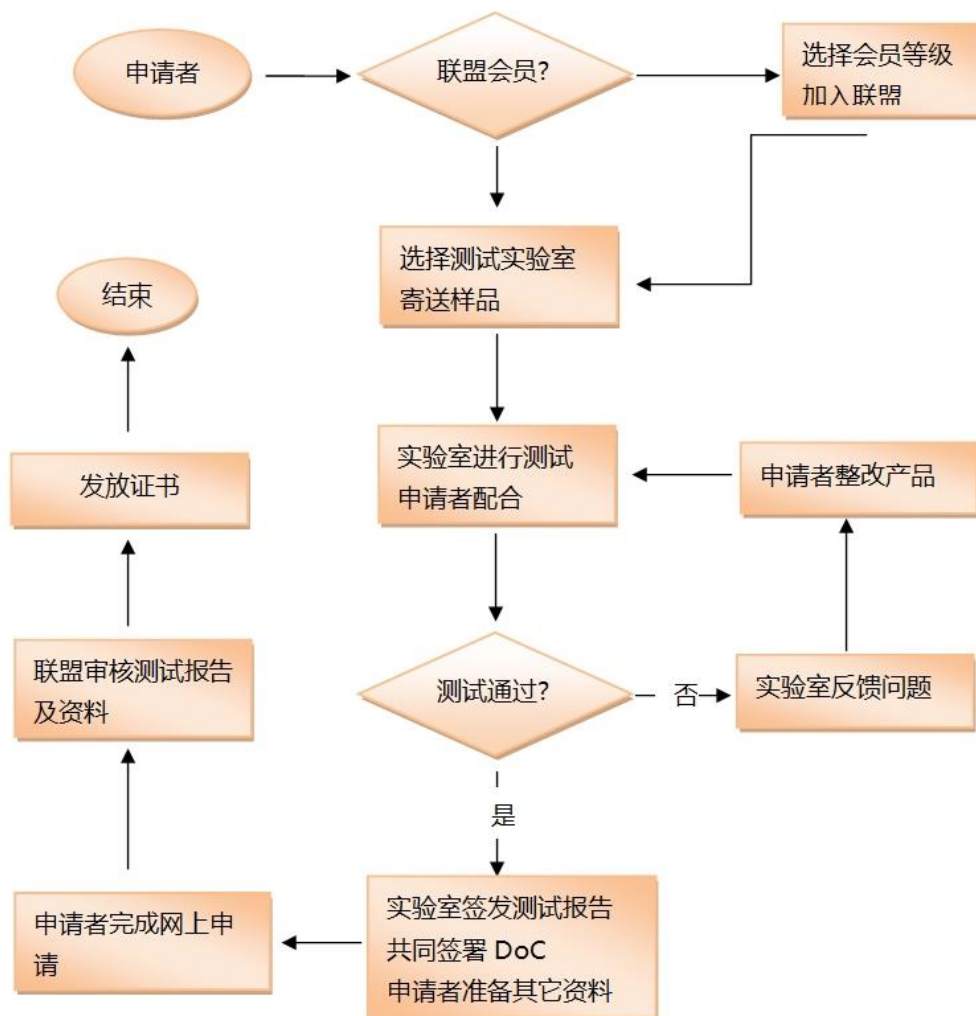 申请者
联盟会员?
选择会员等级
加入联盟
选择测试实验室
寄送样品
结束
实验室进行测试
申请者配合
申请者整改产品
发放证书
测试通过?
否
实验室反馈问题
联盟审核测试报告
及资料
是
实验室签发测试报告
共同签署 DoC
申请者准备其它资料
申请者完成网上申
请